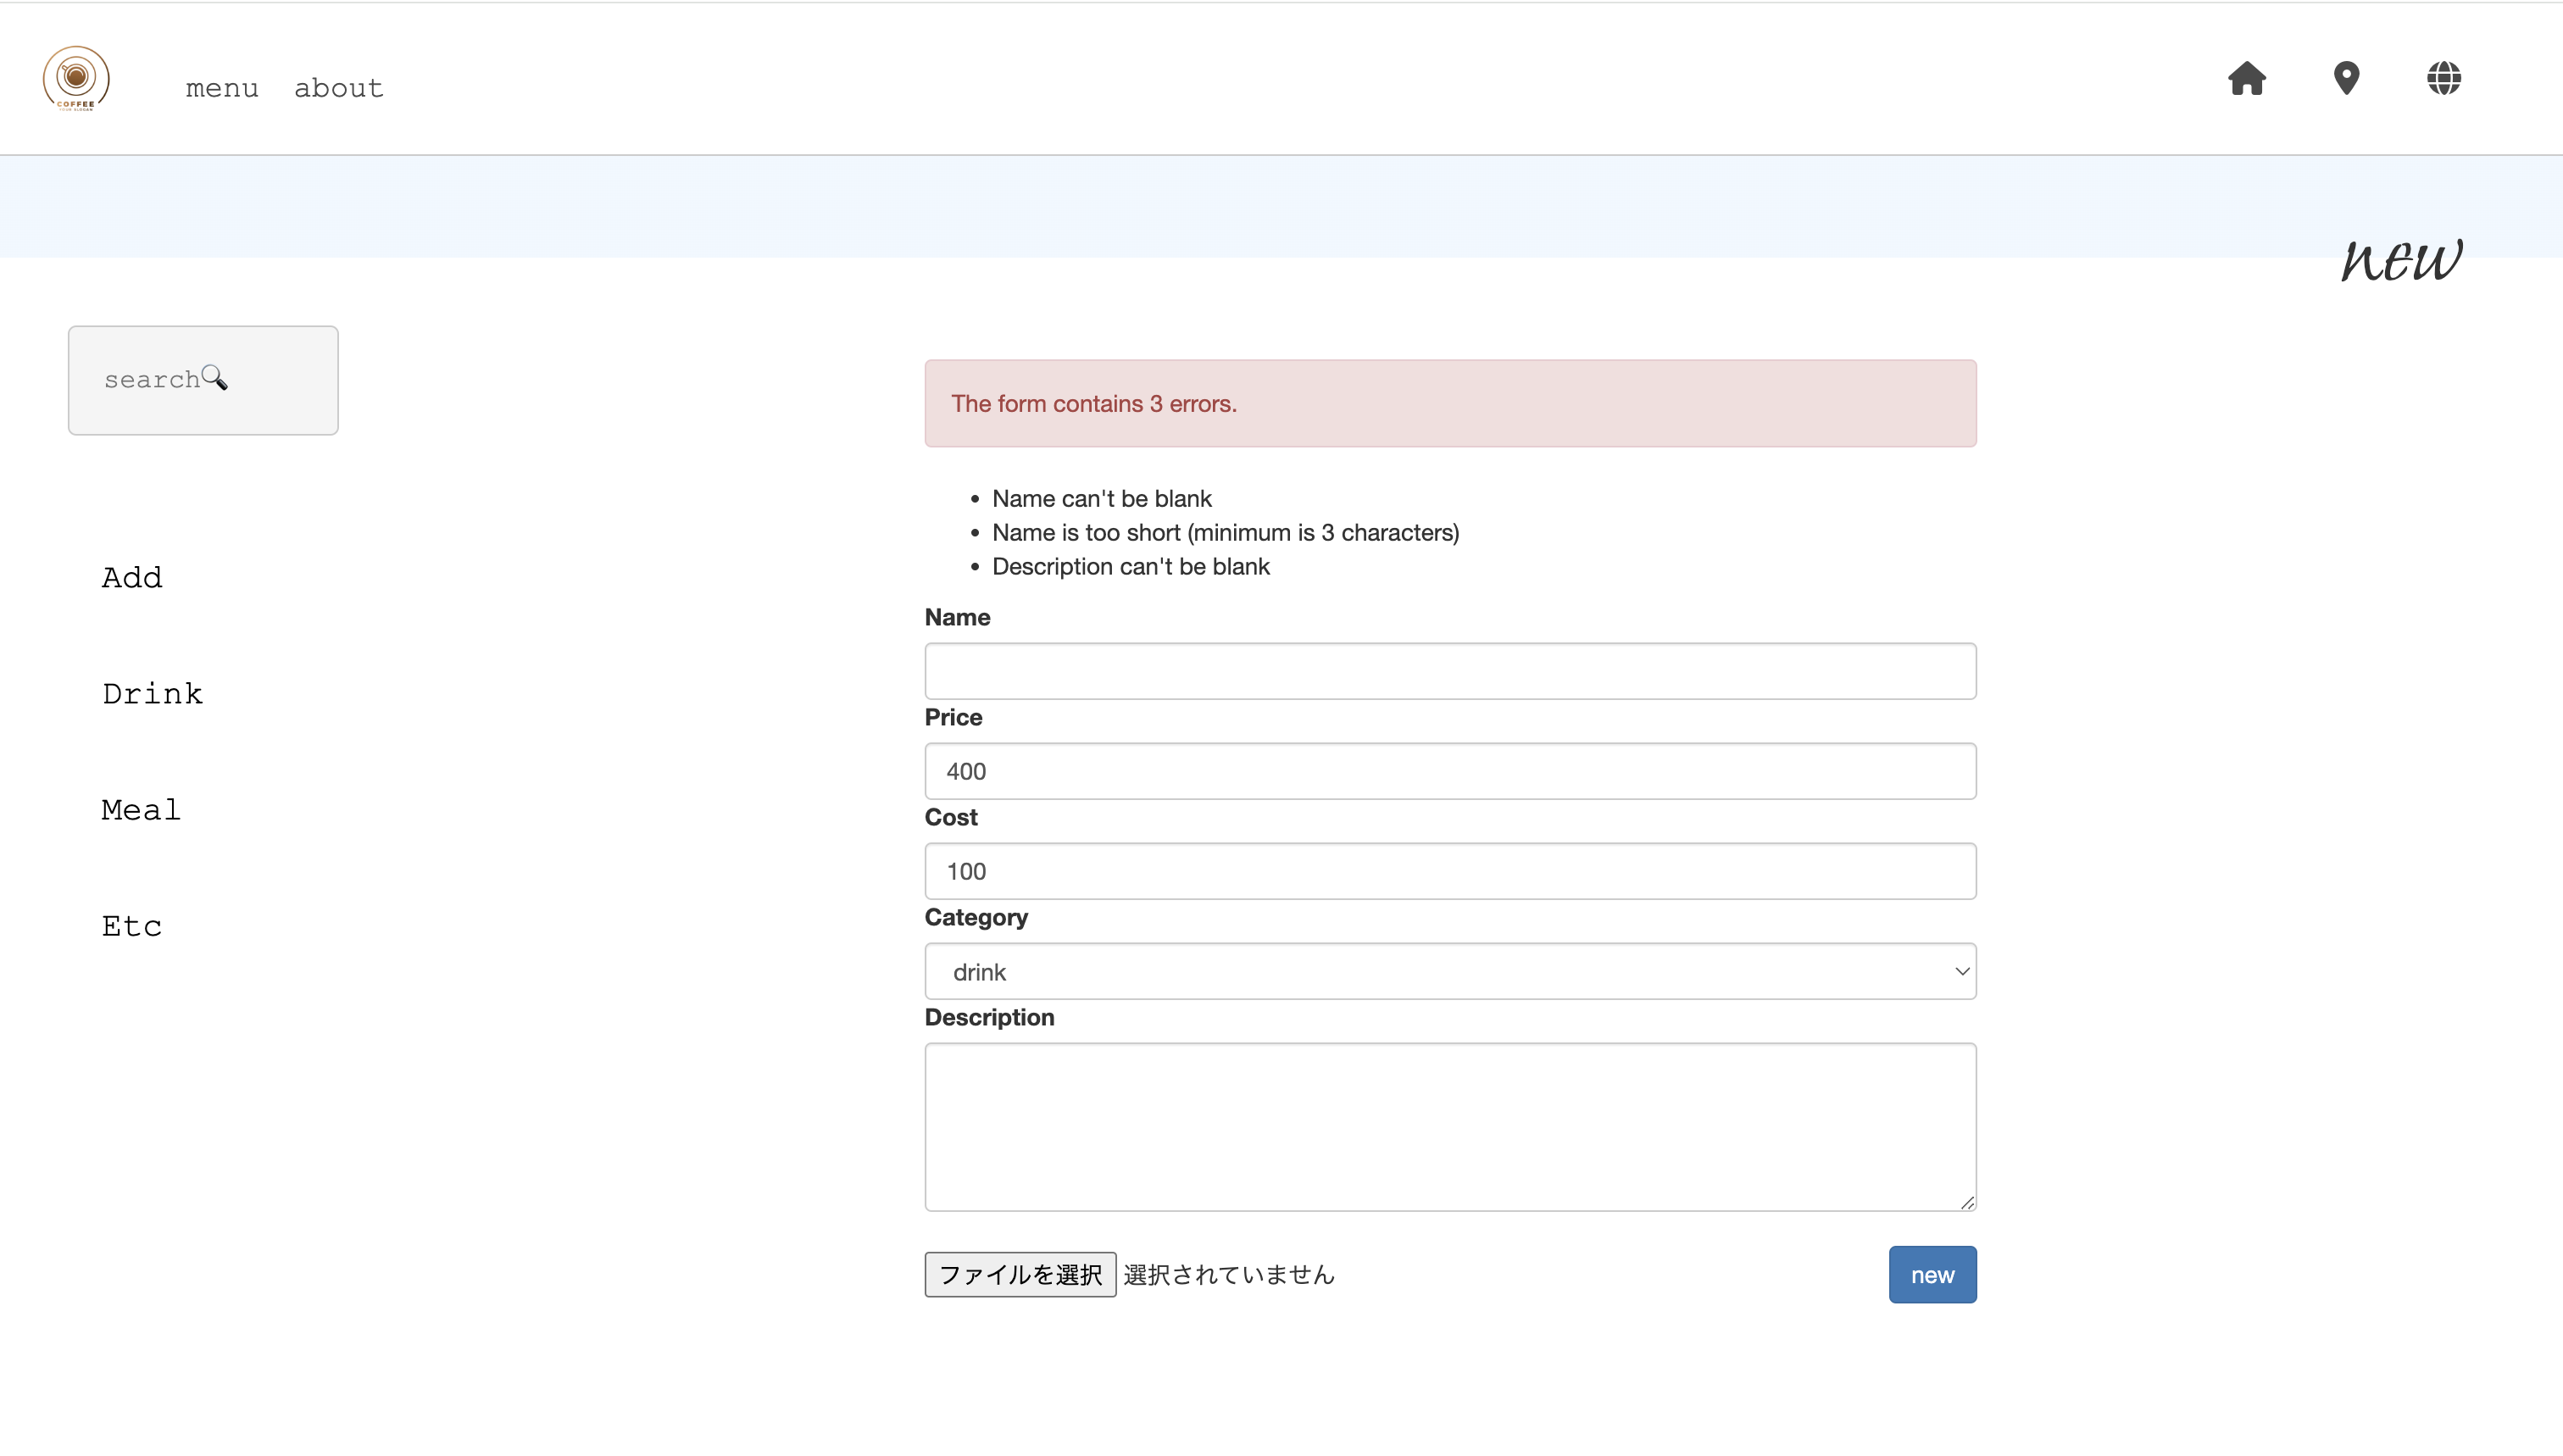 COFFEE
YOUR SLOGAN
menu about
new
search🔍
Add
Drink
Meal
Etc
The form contains 3 errors.
Name can't be blank
Name is too short (minimum is 3 characters)
Description can't be blank
Name
Price
400
Cost
100
Category
drink
Description
ファイルを選択 選択されていません
new